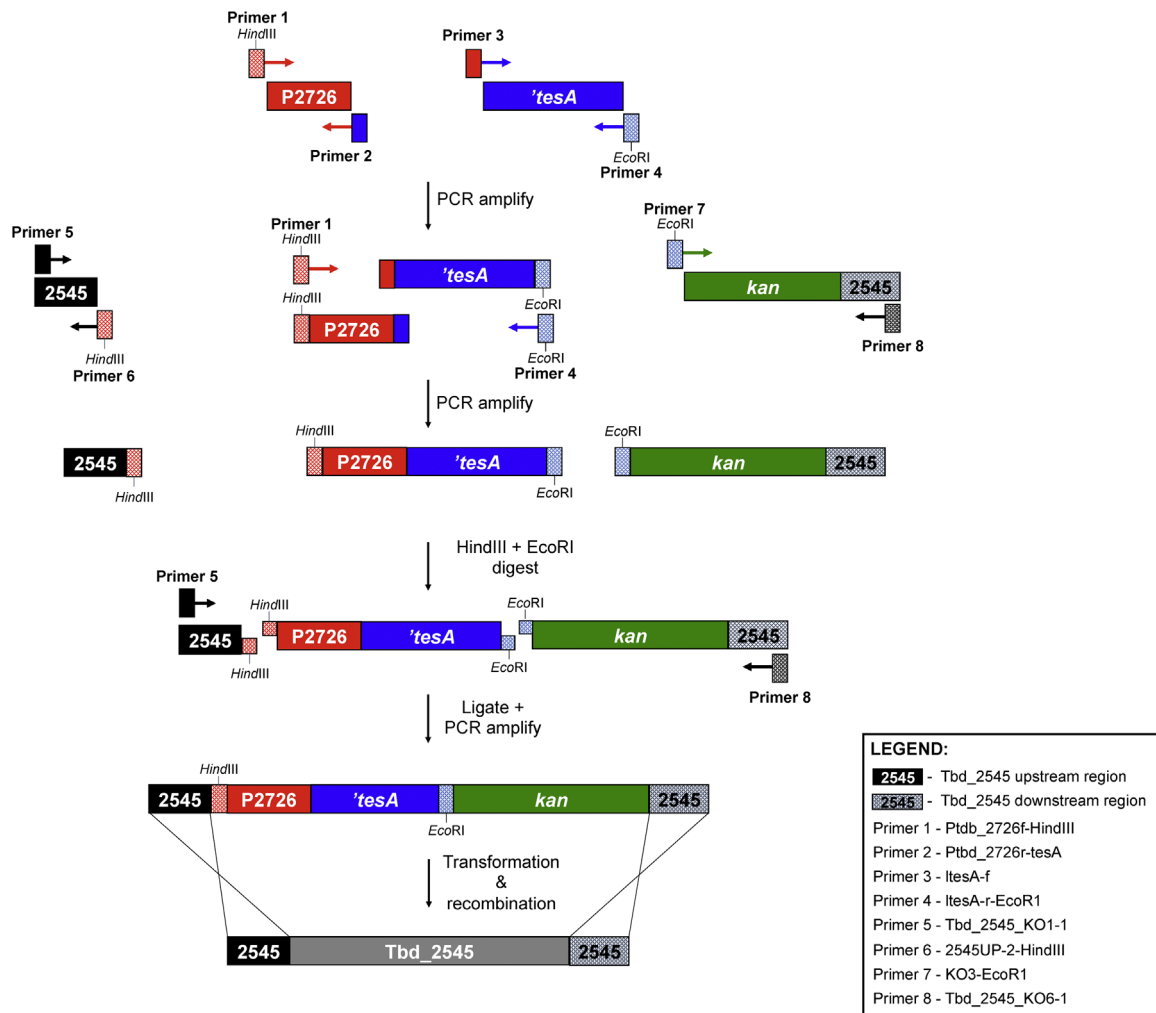 Primer 1
HindIII
P2726
Primer 2
Primer 3
'tesA
EcoRI
Primer 4
PCR amplify
Primer 5
2545
HindIII
Primer 6
Primer 1
HindIII
'tesA
EcoRI
HindIII
P2726
EcoRI
Primer 4
Primer 7
EcoRI
kan
2545
Primer 8
PCR amplify
2545
HindIII
HindIII
P2726
'tesA
EcoRI
EcoRI
kan
2545
HindIII + EcoRI
digest
Primer 5
2545
HindIII
HindIII
P2726
'tesA
EcoRI
EcoRI
kan
2545
Primer 8
Ligate +
PCR amplify
HindIII
2545
P2726
'tesA
kan
2545
EcoRI
Transformation
&
recombination
2545
Tbd_2545
2545
LEGEND:
2545 - Tbd_2545 upstream region
2545 - Tbd_2545 downstream region
Primer 1 - Ptdb_2726f-HindIII
Primer 2 - Ptbd_2726r-tesA
Primer 3 - ltesA-f
Primer 4 - ltesA-r-EcoR1
Primer 5 - Tbd_2545_KO1-1
Primer 6 - 2545UP-2-HindIII
Primer 7 - KO3-EcoR1
Primer 8 - Tbd_2545_KO6-1